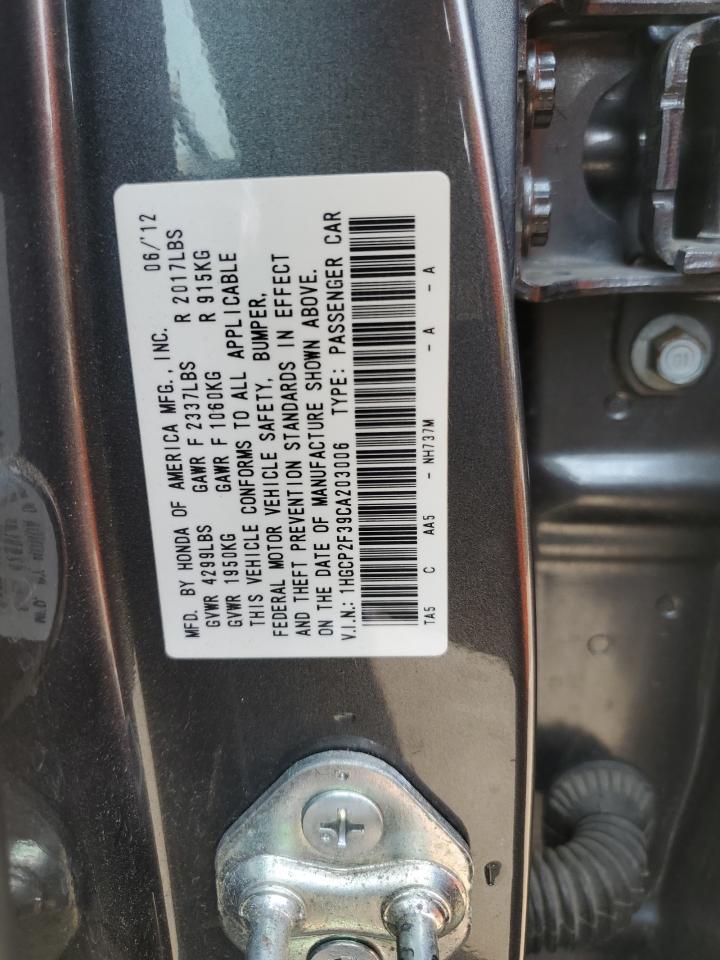 MFD. BY HONDA OF AMERICA MFG., INC. 06/12
GVWR 4299LBS GAWR F 2337LBS R 2017LBS
GVWR 1950KG GAWR F 1060KG R 915KG
THIS VEHICLE CONFORMS TO ALL APPLICABLE
FEDERAL MOTOR VEHICLE SAFETY, BUMPER,
AND THEFT PREVENTION STANDARDS IN EFFECT
ON THE DATE OF MANUFACTURE SHOWN ABOVE.
V.I.N.: 1HGCP2F39CA203006 TYPE: PASSENGER CAR
TA5 C AA5 - NH737M - A - A